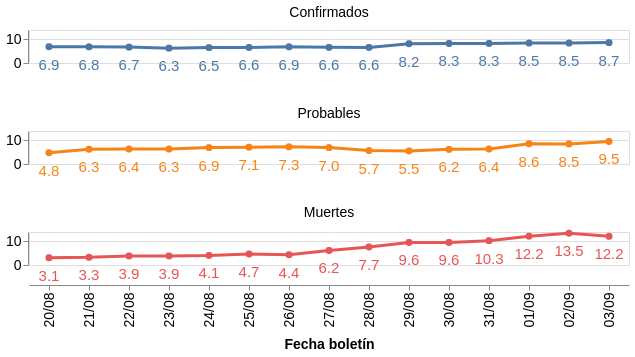 Confirmados
10
0
6.9 6.8 6.7 6.3 6.5 6.6 6.9 6.6 6.6 8.2 8.3 8.3 8.5 8.5 8.7
Probables
10
0
4.8 6.3 6.4 6.3 6.9 7.1 7.3 7.0 5.7 5.5 6.2 6.4 8.6 8.5 9.5
Muertes
10
0
3.1 3.3 3.9 3.9 4.1 4.7 4.4 6.2 7.7 9.6 9.6 10.3 12.2 13.5 12.2
20/08 21/08 22/08 23/08 24/08 25/08 26/08 27/08 28/08 29/08 30/08 31/08 01/09 02/09 03/09
Fecha boletín